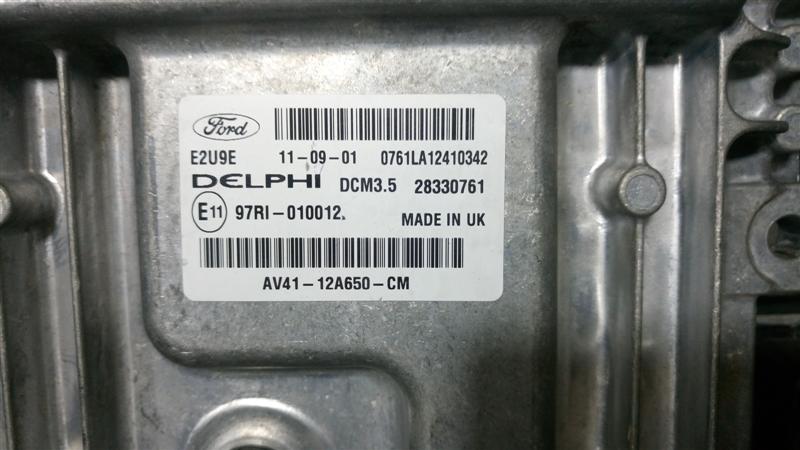 Ford
E2U9E 11-09-01 0761LA12410342
DELPHI DCM3.5 28330761
E11 97RI-010012. MADE IN UK
AV41-12A650-CM